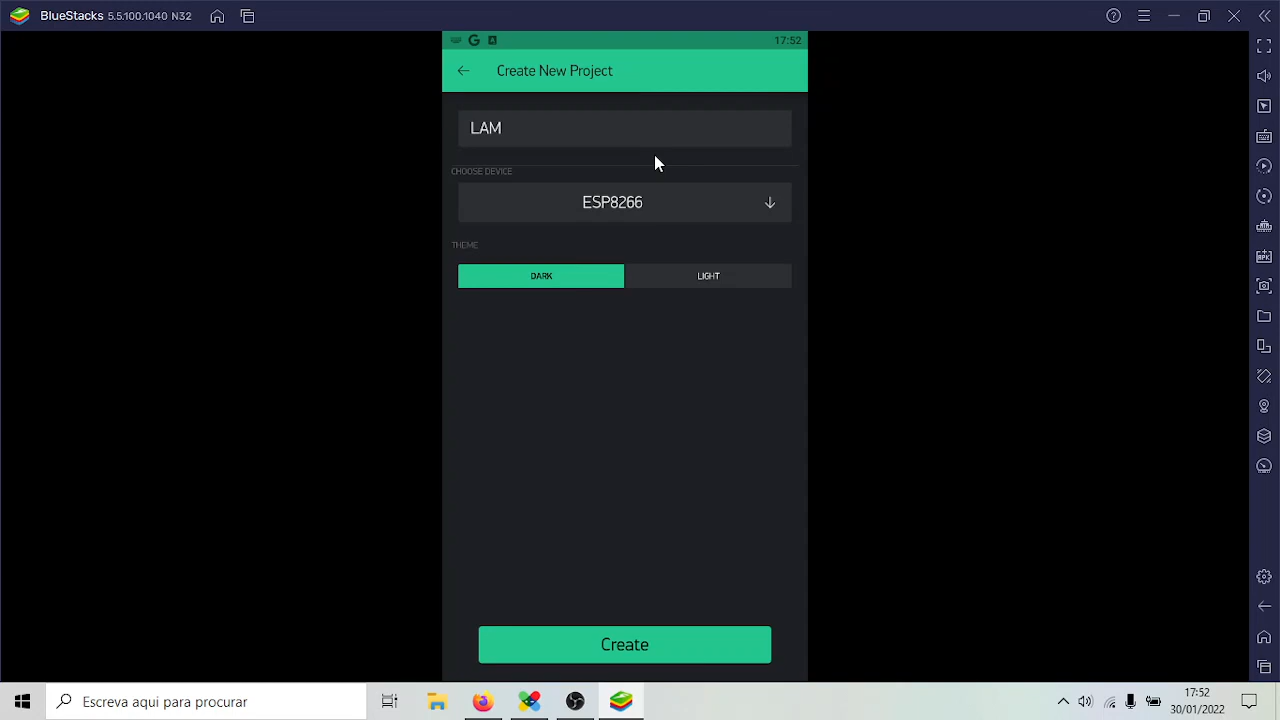 BlueStacks 5.5.100.1040 N32
17:52
Create New Project
LAM
CHOOSE DEVICE
ESP8266
THEME
DARK LIGHT
Create
Escreva aqui para procurar
17:52
30/01/2022